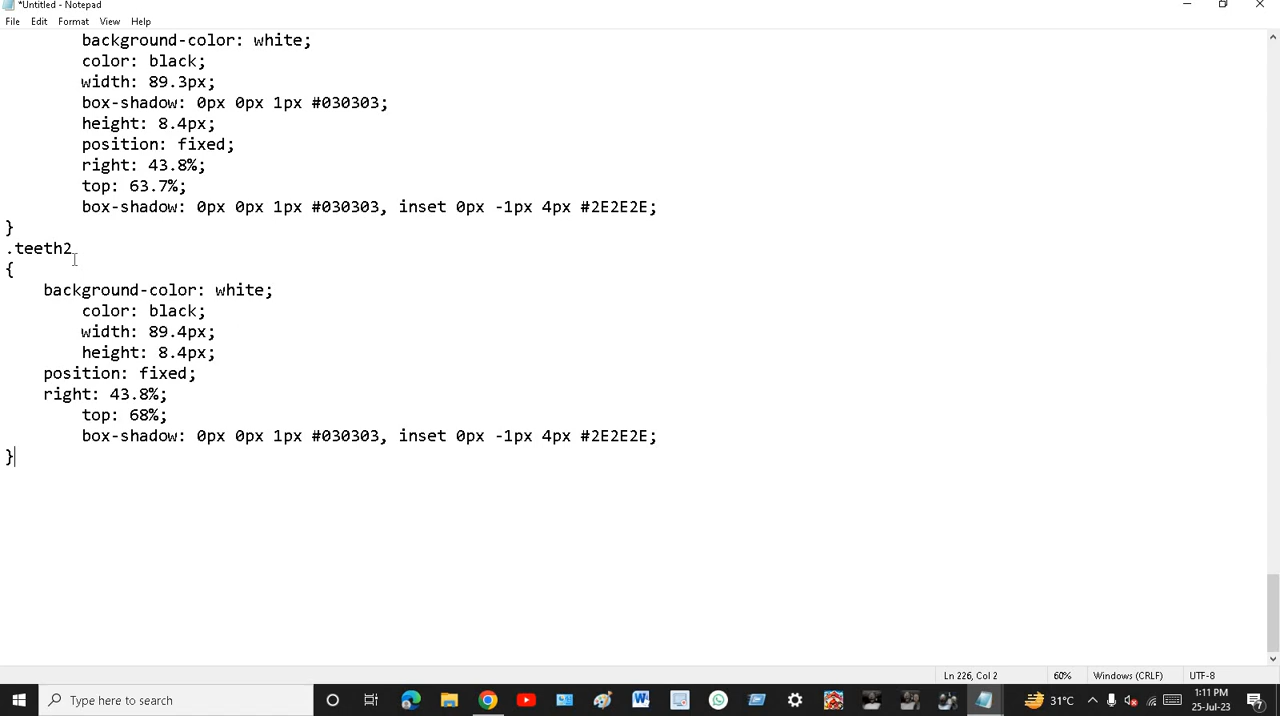 *Untitled - Notepad
File Edit Format View Help
background-color: white;
color: black;
width: 89.3px;
box-shadow: 0px 0px 1px #030303;
height: 8.4px;
position: fixed;
right: 43.8%;
top: 63.7%;
box-shadow: 0px 0px 1px #030303, inset 0px -1px 4px #2E2E2E;
}
.teeth2
{
background-color: white;
color: black;
width: 89.4px;
height: 8.4px;
position: fixed;
right: 43.8%;
top: 68%;
box-shadow: 0px 0px 1px #030303, inset 0px -1px 4px #2E2E2E;
}
Ln 226, Col 2 60% Windows (CRLF) UTF-8
Type here to search
31°C
1:11 PM
25-Jul-23
7